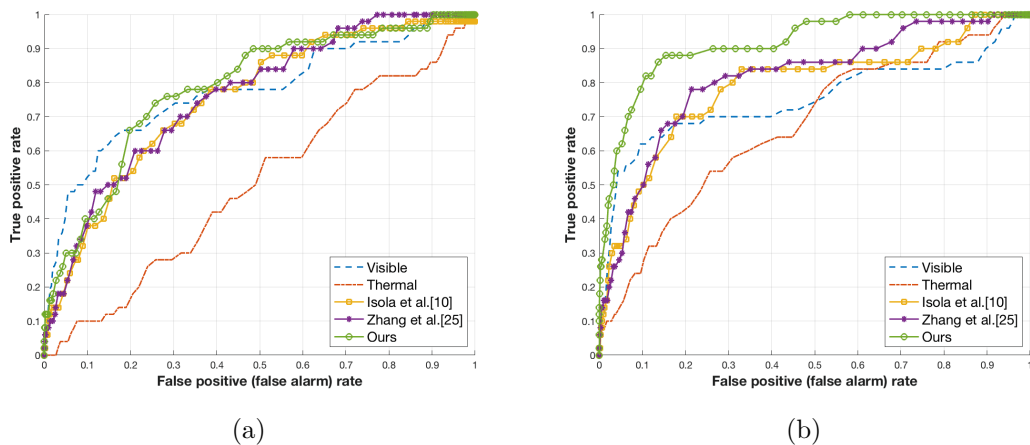 True positive rate
1
0.9
0.8
0.7
0.6
0.5
0.4
0.3
0.2
0.1
0
0 0.1 0.2 0.3 0.4 0.5 0.6 0.7 0.8 0.9 1
False positive (false alarm) rate
Visible
Thermal
Isola et al.[10]
Zhang et al.[25]
Ours
(a)
True positive rate
1
0.9
0.8
0.7
0.6
0.5
0.4
0.3
0.2
0.1
0
0 0.1 0.2 0.3 0.4 0.5 0.6 0.7 0.8 0.9 1
False positive (false alarm) rate
Visible
Thermal
Isola et al.[10]
Zhang et al.[25]
Ours
(b)